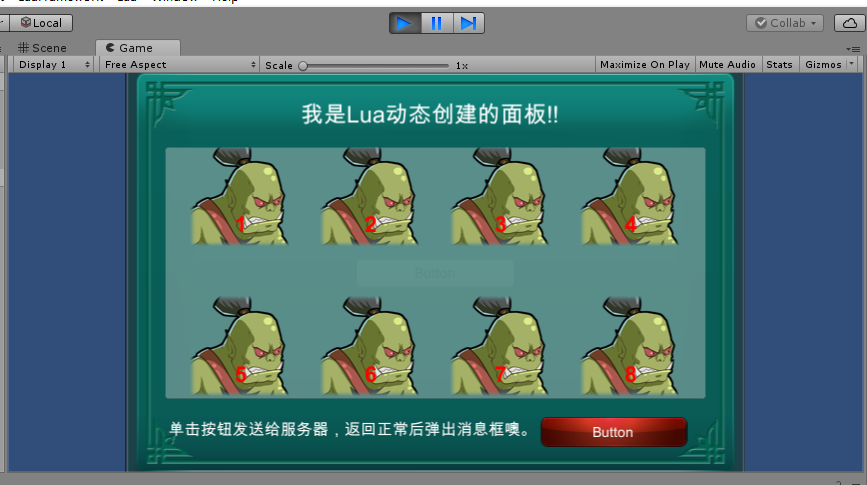 Local
Collab
Scene
Game
Display 1
Free Aspect
Scale
1x
Maximize On Play
Mute Audio
Stats
Gizmos
我是Lua动态创建的面板!!
1
2
3
4
Button
5
6
7
8
单击按钮发送给服务器，返回正常后弹出消息框噢。
Button